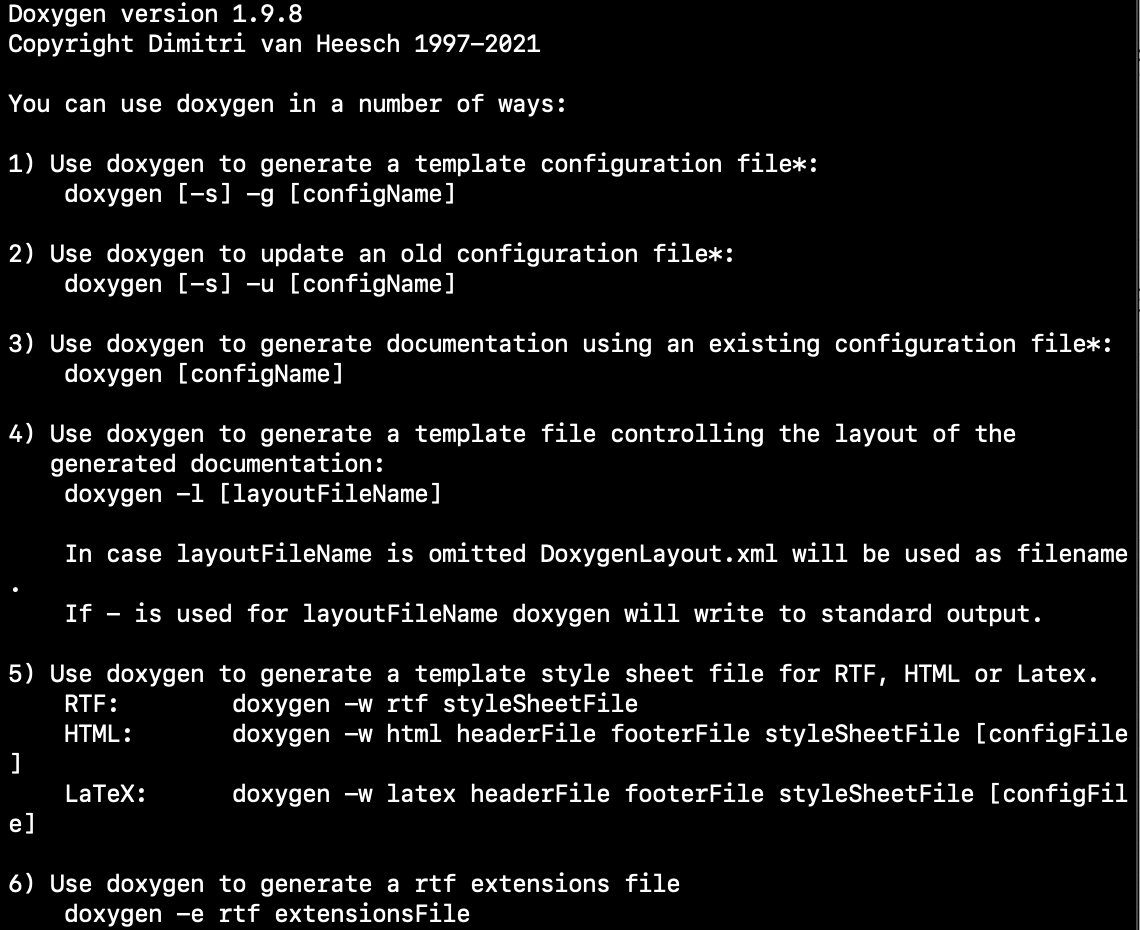 Doxygen version 1.9.8
Copyright Dimitri van Heesch 1997-2021
You can use doxygen in a number of ways:
1) Use doxygen to generate a template configuration file*:
doxygen [-s] -g [configName]
2) Use doxygen to update an old configuration file*:
doxygen [-s] -u [configName]
3) Use doxygen to generate documentation using an existing configuration file*:
doxygen [configName]
4) Use doxygen to generate a template file controlling the layout of the
generated documentation:
doxygen -l [layoutFileName]
In case layoutFileName is omitted DoxygenLayout.xml will be used as filename
.
If - is used for layoutFileName doxygen will write to standard output.
5) Use doxygen to generate a template style sheet file for RTF, HTML or Latex.
RTF:        doxygen -w rtf styleSheetFile
HTML:       doxygen -w html headerFile footerFile styleSheetFile [configFile
]
LaTeX:      doxygen -w latex headerFile footerFile styleSheetFile [configFil
e]
6) Use doxygen to generate a rtf extensions file
doxygen -e rtf extensionsFile